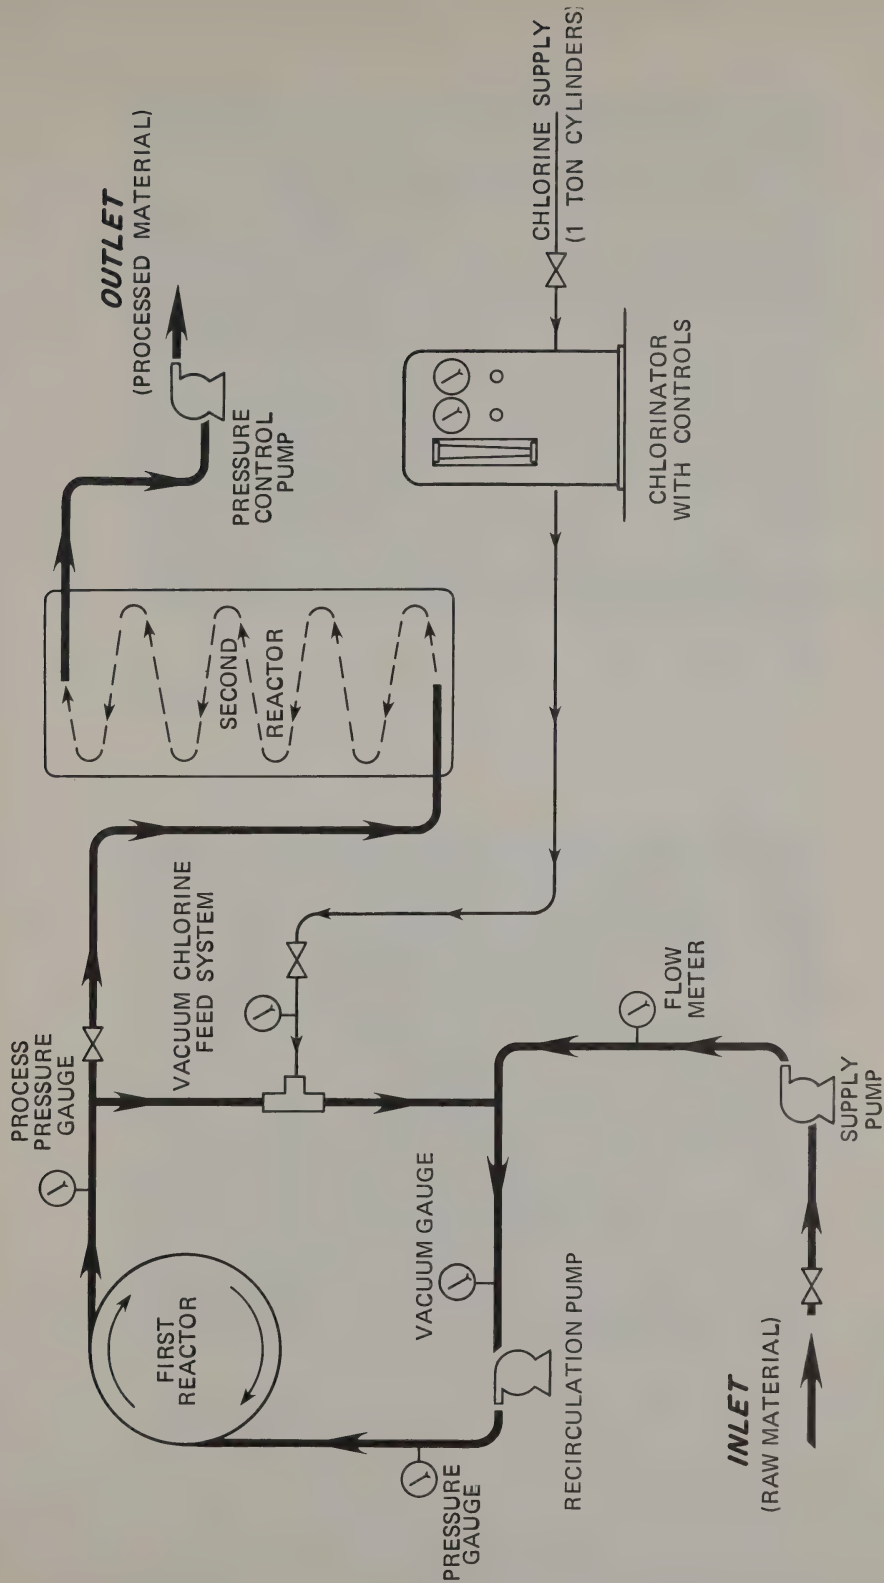 OUTLET
(PROCESSED MATERIAL)
PRESSURE
CONTROL
PUMP
CHLORINE SUPPLY
(1 TON CYLINDERS)
CHLORINATOR
WITH CONTROLS
SECOND
REACTOR
VACUUM CHLORINE
FEED SYSTEM
PROCESS
PRESSURE
GAUGE
FLOW
METER
SUPPLY
PUMP
VACUUM GAUGE
FIRST
REACTOR
RECIRCULATION PUMP
PRESSURE
GAUGE
INLET
(RAW MATERIAL)